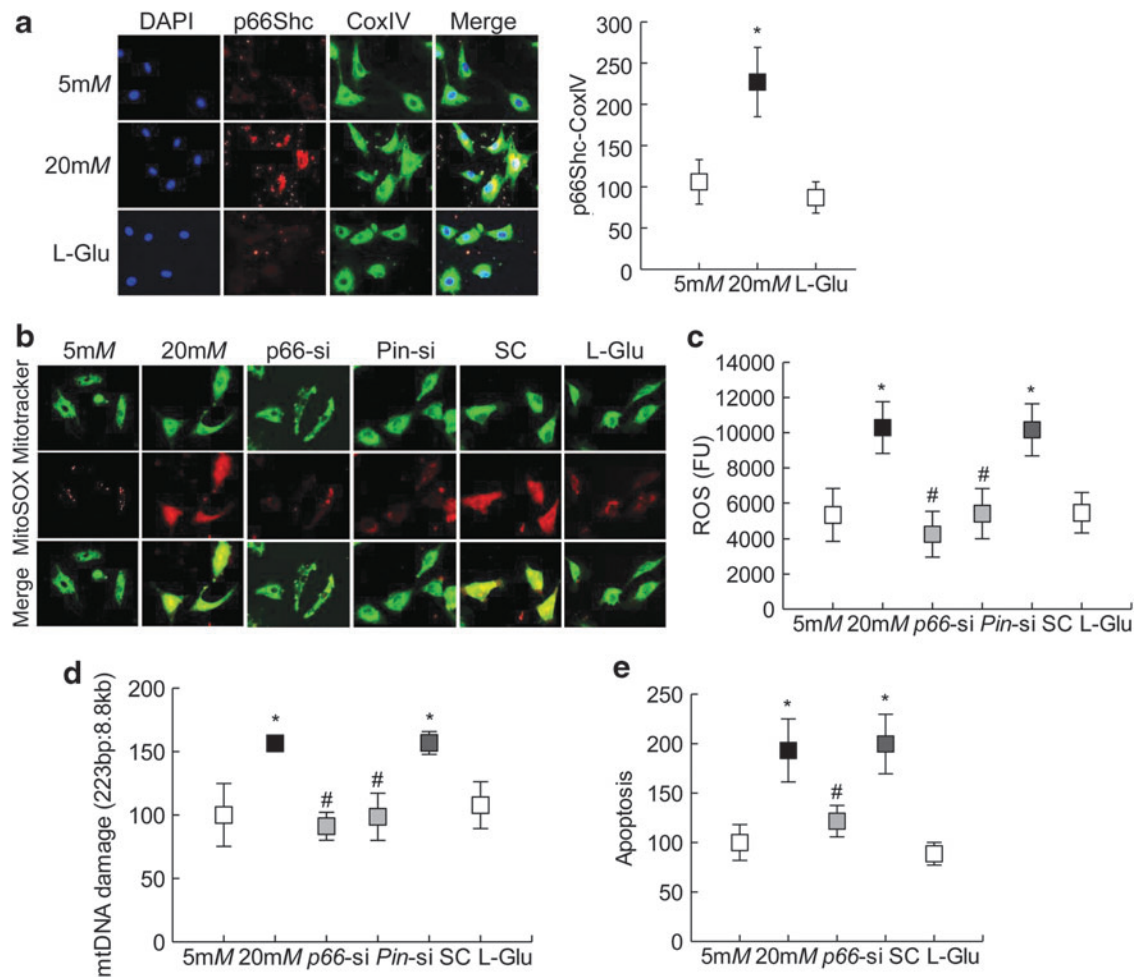 a
DAPI p66Shc CoxIV Merge
5mM
20mM
L-Glu
p66Shc-CoxIV
300
250
200
150
100
50
0
*
5mM 20mM L-Glu
b
5mM 20mM p66-si Pin-si SC L-Glu
Mitotracker
MitoSOX
Merge
c
ROS (FU)
14000
12000
10000
8000
6000
4000
2000
0
* # # *
5mM 20mM p66-si Pin-si SC L-Glu
d
mtDNA damage (223bp:8.8kb)
200
150
100
50
0
* # # *
5mM 20mM p66-si Pin-si SC L-Glu
e
Apoptosis
250
200
150
100
50
0
* # *
5mM 20mM p66-si SC L-Glu